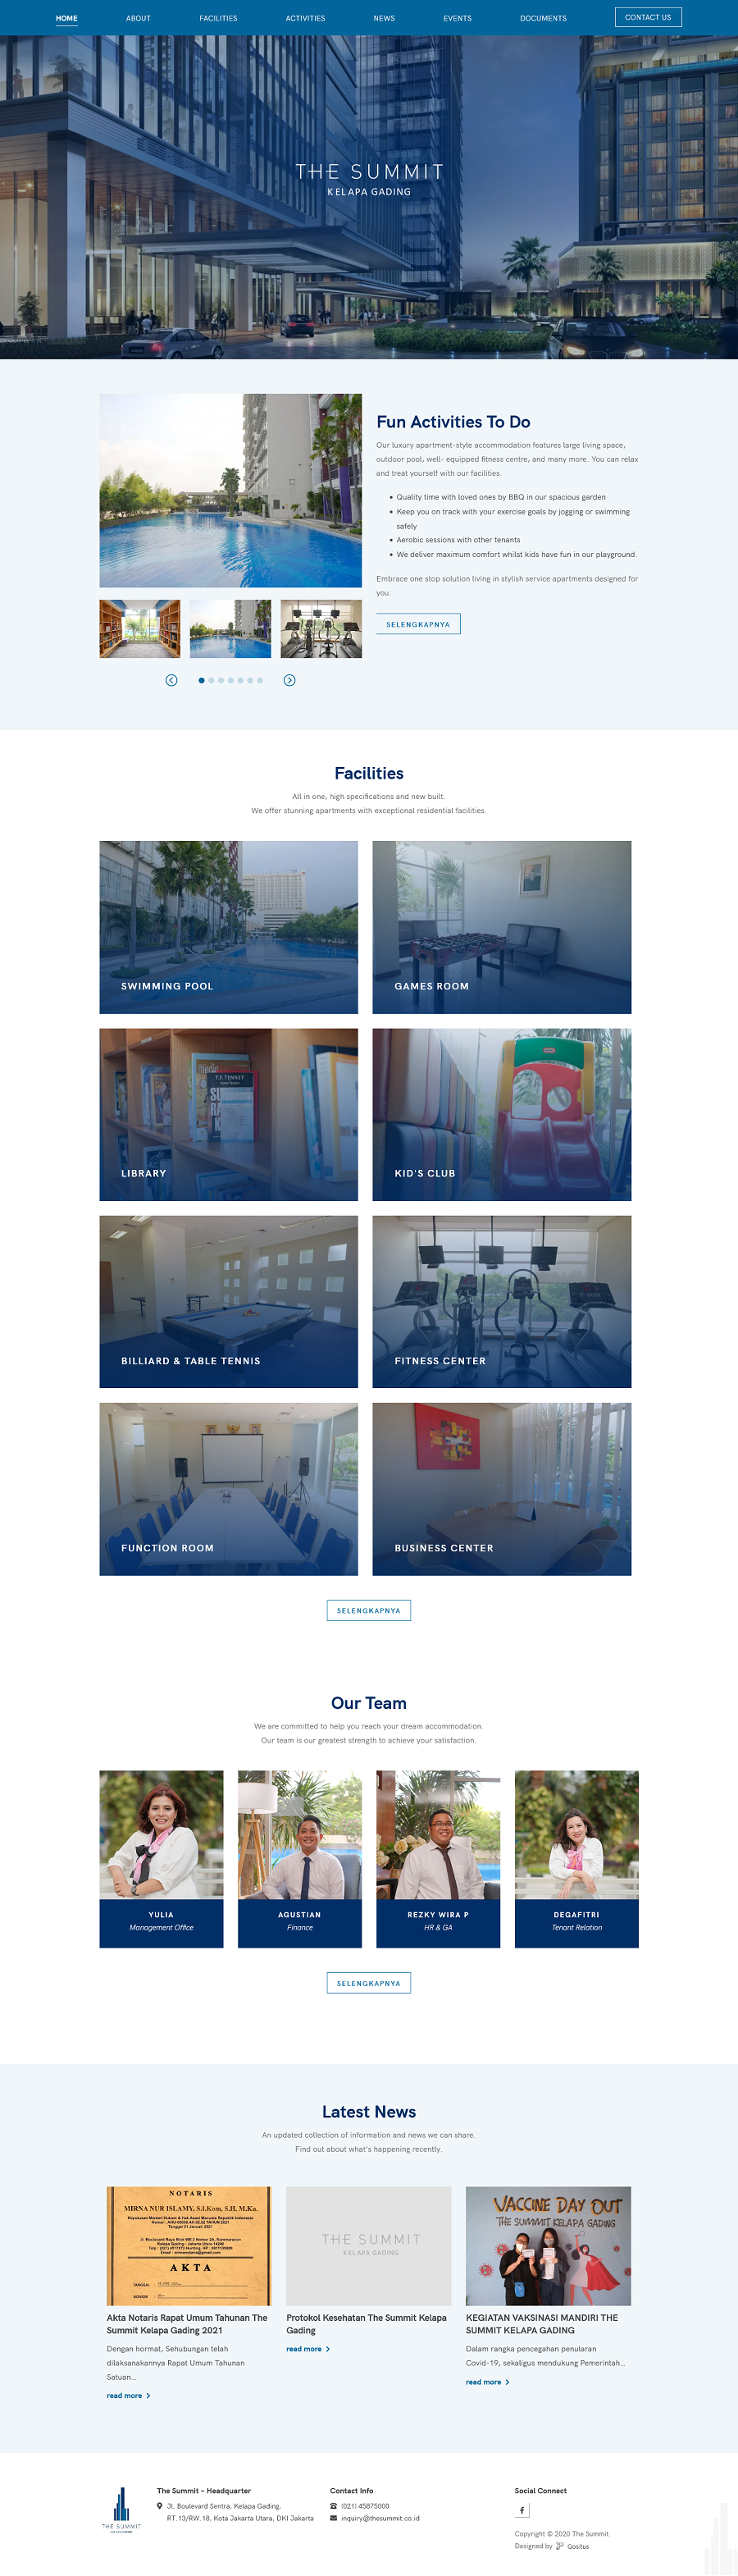 HOME
ABOUT
FACILITIES
ACTIVITIES
NEWS
EVENTS
DOCUMENTS
CONTACT US
THE SUMMIT
KELAPA GADING
Fun Activities To Do
Our luxury apartment-style accommodation features large living space,
outdoor pool, well- equipped fitness centre, and many more. You can relax
and treat yourself with our facilities.
• Quality time with loved ones by BBQ in our spacious garden
• Keep you on track with your exercise goals by jogging or swimming
safely
• Aerobic sessions with other tenants
• We deliver maximum comfort whilst kids have fun in our playground.
Embrace one stop solution living in stylish service apartments designed for
you.
SELENGKAPNYA
Facilities
All in one, high specifications and new built.
We offer stunning apartments with exceptional residential facilities.
SWIMMING POOL
GAMES ROOM
T.F. TENNEY
LIBRARY
KID'S CLUB
BILLIARD & TABLE TENNIS
FITNESS CENTER
FUNCTION ROOM
BUSINESS CENTER
SELENGKAPNYA
Our Team
We are committed to help you reach your dream accommodation.
Our team is our greatest strength to achieve your satisfaction.
YULIA
Management Office
AGUSTIAN
Finance
REZKY WIRA P
HR & GA
DEGAFITRI
Tenant Relation
SELENGKAPNYA
Latest News
An updated collection of information and news we can share.
Find out about what's happening recently.
NOTARIS
MIRNA NUR ISLAMY, S.I.Kom, S.H, M.Kn.
AKTA
TANGGAL
NOMOR
Akta Notaris Rapat Umum Tahunan The
Summit Kelapa Gading 2021
Dengan hormat, Sehubungan telah
dilaksanakannya Rapat Umum Tahunan
Satuan...
read more
THE SUMMIT
KELAPA GADING
Protokol Kesehatan The Summit Kelapa
Gading
read more
VACCINE DAY OUT
THE SUMMIT KELAPA GADING
KEGIATAN VAKSINASI MANDIRI THE
SUMMIT KELAPA GADING
Dalam rangka pencegahan penularan
Covid-19, sekaligus mendukung Pemerintah...
read more
THE SUMMIT
The Summit – Headquarter
Jl. Boulevard Sentra, Kelapa Gading,
RT.13/RW.18, Kota Jakarta Utara, DKI Jakarta
Contact Info
(021) 45875000
inquiry@thesummit.co.id
Social Connect
Copyright © 2020 The Summit.
Designed by Gositus